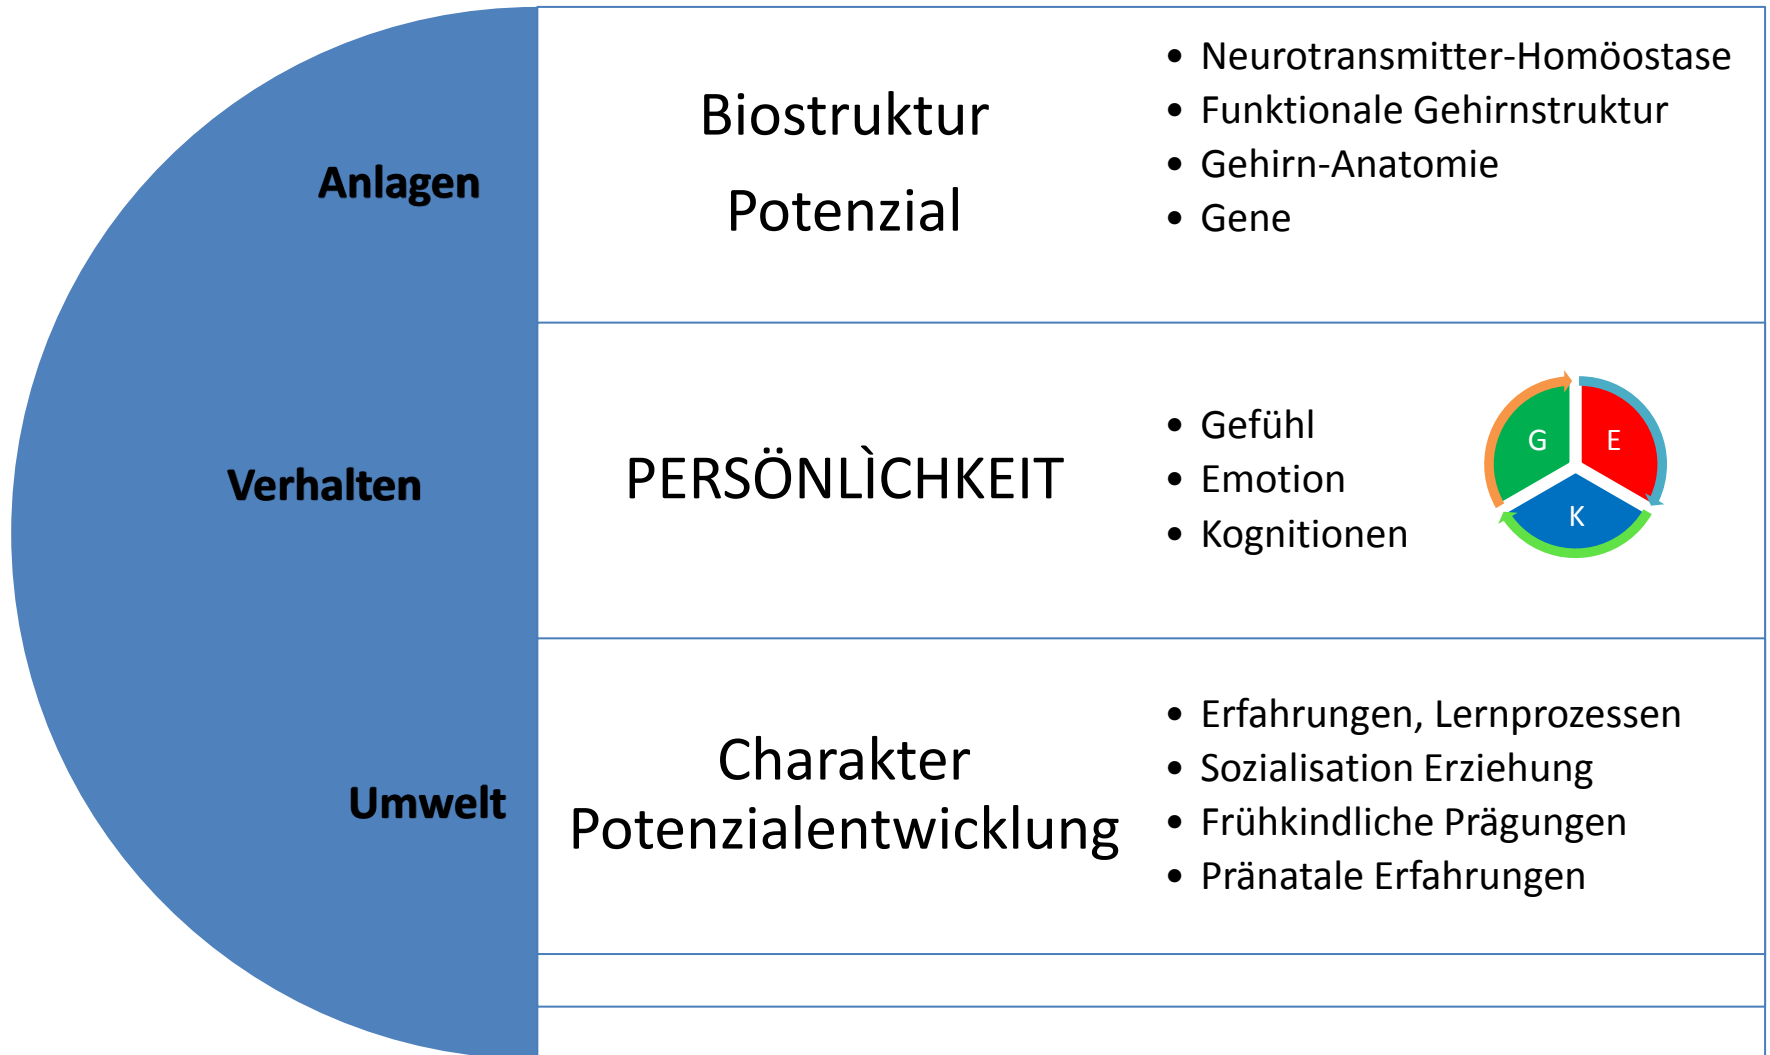 Anlagen
Biostruktur
Potenzial
• Neurotransmitter-Homöostase
• Funktionale Gehirnstruktur
• Gehirn-Anatomie
• Gene
Verhalten
PERSÖNLÌCHKEIT
• Gefühl
• Emotion
• Kognitionen
G
E
K
Umwelt
Charakter
Potenzialentwicklung
• Erfahrungen, Lernprozessen
• Sozialisation Erziehung
• Frühkindliche Prägungen
• Pränatale Erfahrungen